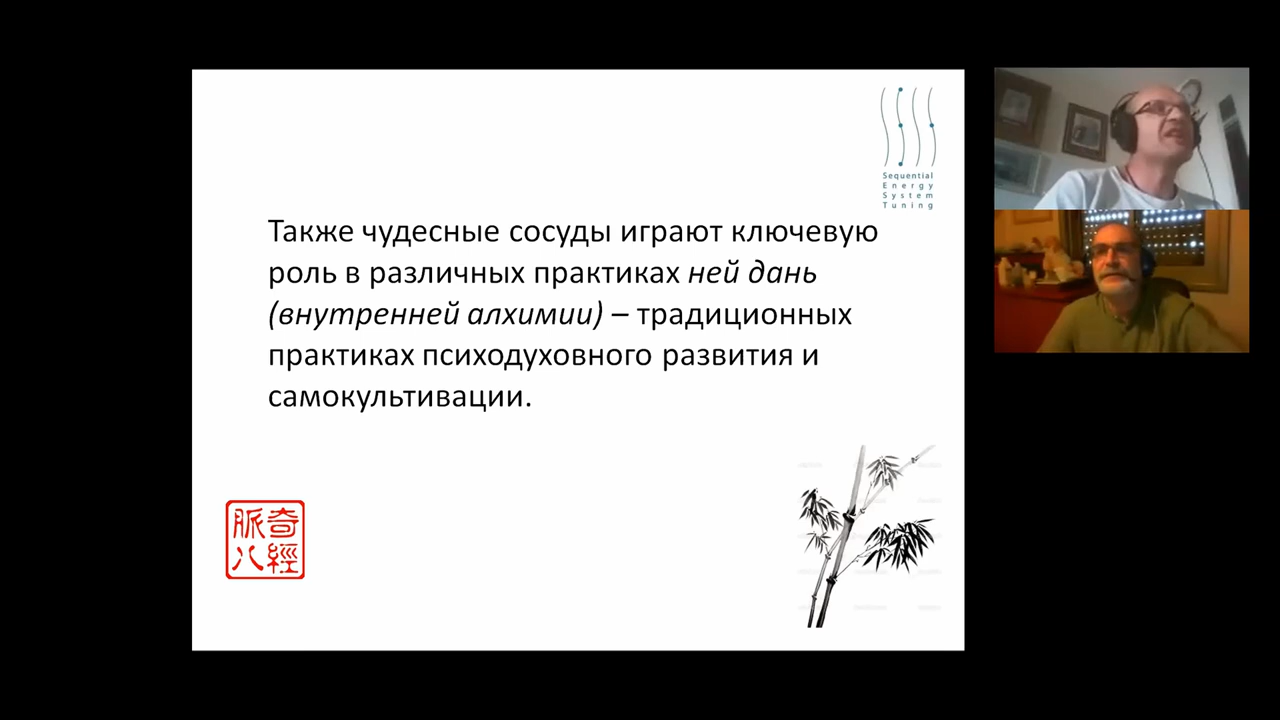 Sequential
Energy
System
Tuning
Также чудесные сосуды играют ключевую
роль в различных практиках ней дань
(внутренней алхимии) – традиционных
практиках психодуховного развития и
самокультивации.
奇經
八脈